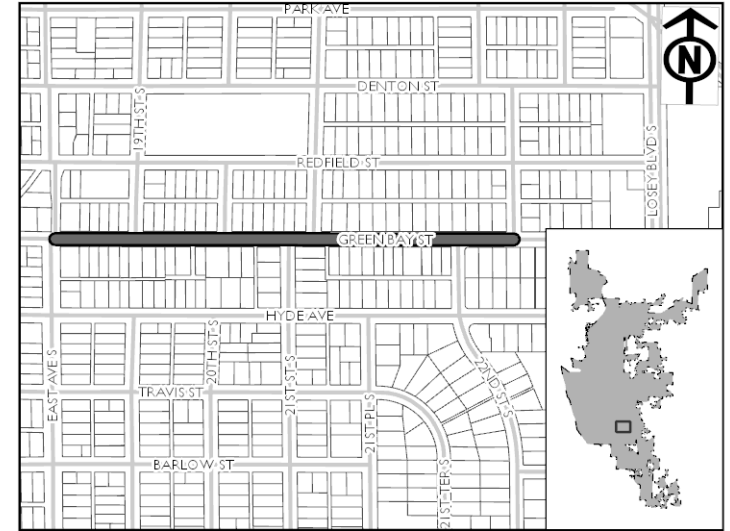 PARK AVE
N
DENTON ST
19TH ST S
REDFIELD ST
LOSEY BLVD S
GREEN BAY ST
HYDE AVE
EAST AVE S
20TH ST S
21ST ST S
22ND ST S
TRAVIS ST
21ST PL S
BARLOW ST
21ST TER S